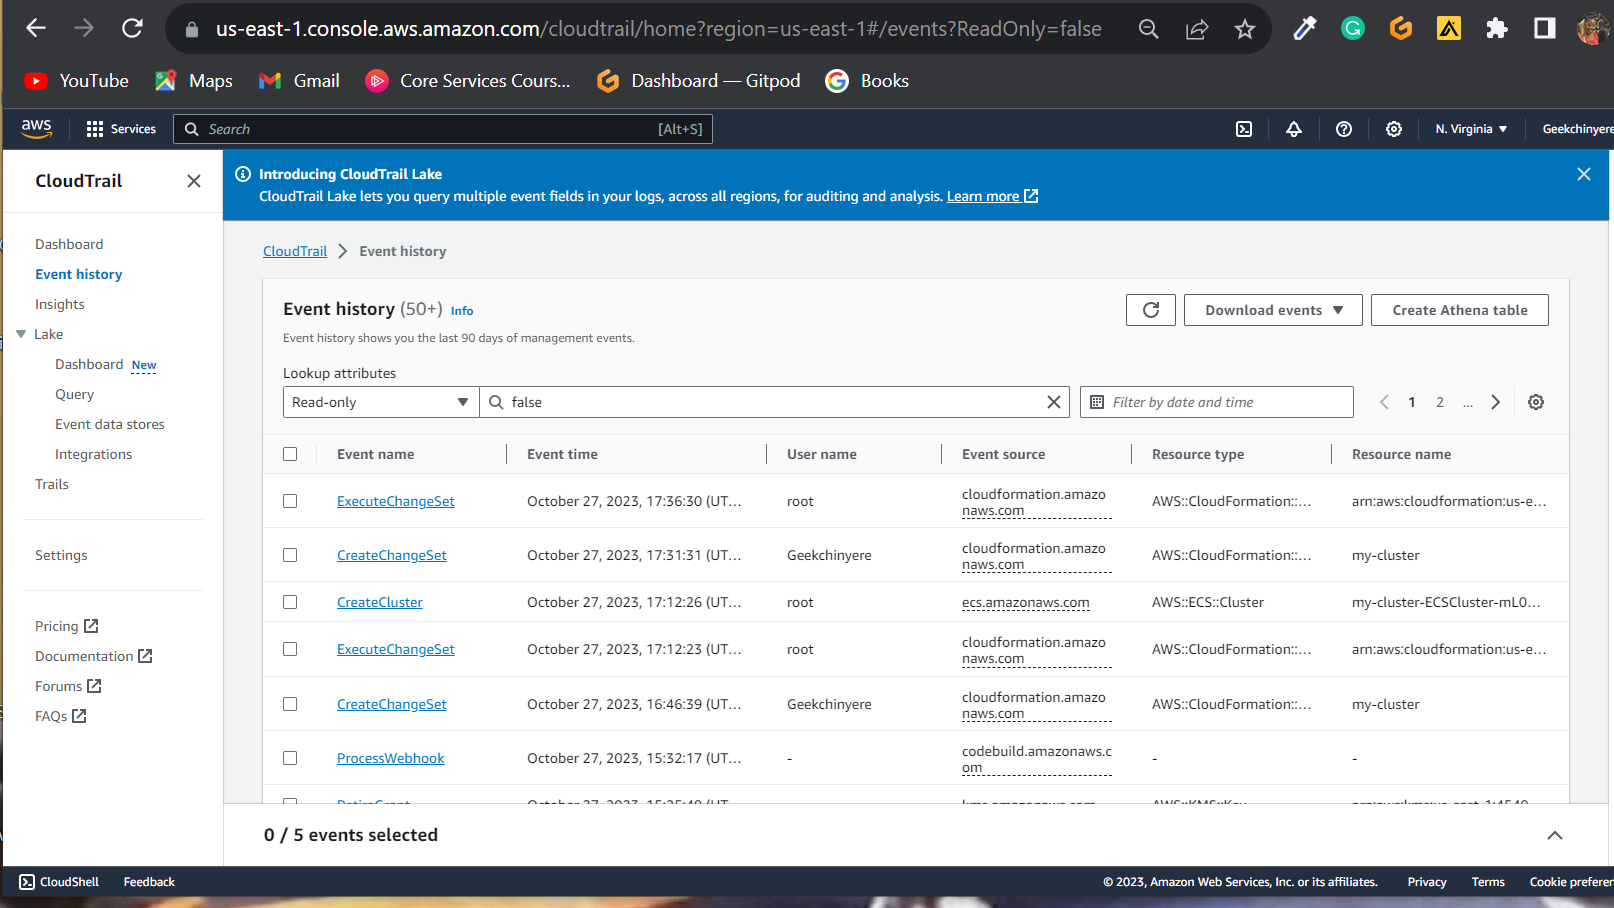 us-east-1.console.aws.amazon.com/cloudtrail/home?region=us-east-1#/events?ReadOnly=false
YouTube Maps Gmail Core Services Cours... Dashboard — Gitpod Books
aws Services Search [Alt+S] N. Virginia Geekchinyere
CloudTrail
Dashboard
Event history
Insights
Lake
Dashboard New
Query
Event data stores
Integrations
Trails
Settings
Pricing
Documentation
Forums
FAQs
Introducing CloudTrail Lake
CloudTrail Lake lets you query multiple event fields in your logs, across all regions, for auditing and analysis. Learn more
CloudTrail > Event history
Event history (50+) Info
Download events Create Athena table
Event history shows you the last 90 days of management events.
Lookup attributes
Read-only false Filter by date and time 1 2 ...
Event name Event time User name Event source Resource type Resource name
ExecuteChangeSet October 27, 2023, 17:36:30 (UT... root cloudformation.amazo
naws.com AWS::CloudFormation::... arn:aws:cloudformation:us-e...
CreateChangeSet October 27, 2023, 17:31:31 (UT... Geekchinyere cloudformation.amazo
naws.com AWS::CloudFormation::... my-cluster
CreateCluster October 27, 2023, 17:12:26 (UT... root ecs.amazonaws.com AWS::ECS::Cluster my-cluster-ECSCluster-mL0...
ExecuteChangeSet October 27, 2023, 17:12:23 (UT... root cloudformation.amazo
naws.com AWS::CloudFormation::... arn:aws:cloudformation:us-e...
CreateChangeSet October 27, 2023, 16:46:39 (UT... Geekchinyere cloudformation.amazo
naws.com AWS::CloudFormation::... my-cluster
ProcessWebhook October 27, 2023, 15:32:17 (UT... - codebuild.amazonaws.c
om - -
0 / 5 events selected
CloudShell Feedback © 2023, Amazon Web Services, Inc. or its affiliates. Privacy Terms Cookie preferen